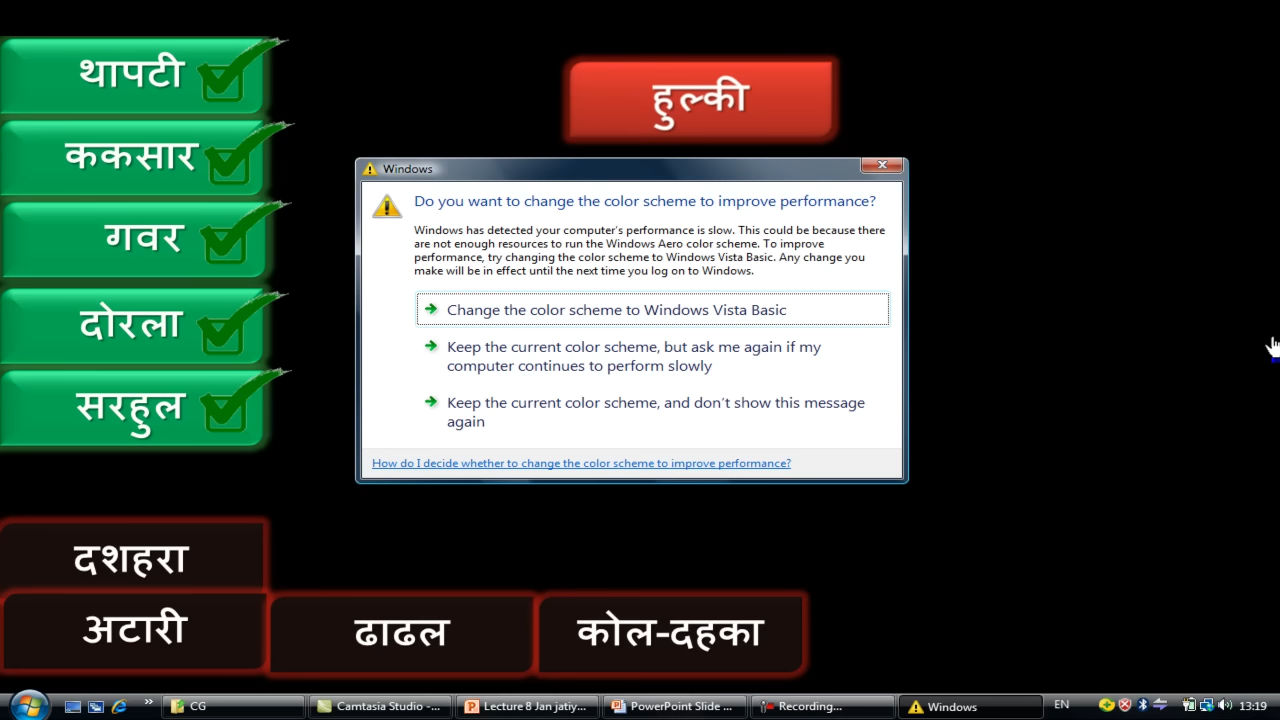 थापटी
ककसार
गवर
दोरला
सरहुल
हुल्की
Windows
Do you want to change the color scheme to improve performance?
Windows has detected your computer's performance is slow. This could be because there
are not enough resources to run the Windows Aero color scheme. To improve
performance, try changing the color scheme to Windows Vista Basic. Any change you
make will be in effect until the next time you log on to Windows.
Change the color scheme to Windows Vista Basic
Keep the current color scheme, but ask me again if my
computer continues to perform slowly
Keep the current color scheme, and don't show this message
again
How do I decide whether to change the color scheme to improve performance?
दशहरा
अटारी
ढाढल
कोल-दहका
CG
Camtasia Studio -...
Lecture 8 Jan jatiy...
PowerPoint Slide ...
Recording...
Windows
EN
13:19